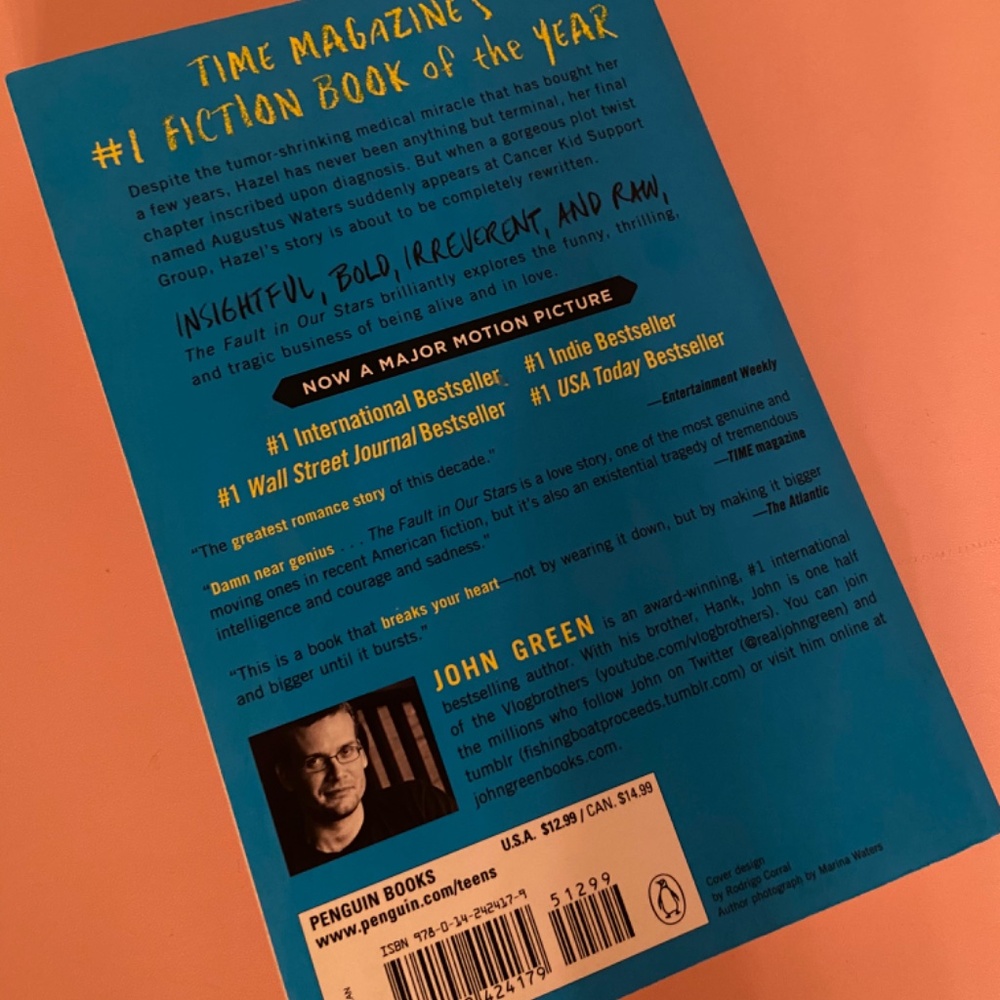 TIME MAGAZINE'S
#1 FICTION BOOK of the YEAR
Despite the tumor-shrinking medical miracle that has bought her
a few years, Hazel has never been anything but terminal, her final
chapter inscribed upon diagnosis. But when a gorgeous plot twist
named Augustus Waters suddenly appears at Cancer Kid Support
Group, Hazel's story is about to be completely rewritten.
INSIGHTFUL, BOLD, IRREVERENT, AND RAW,
The Fault in Our Stars brilliantly explores the funny, thrilling,
and tragic business of being alive and in love.
NOW A MAJOR MOTION PICTURE
#1 International Bestseller #1 Indie Bestseller
#1 Wall Street Journal Bestseller #1 USA Today Bestseller
"The greatest romance story of this decade."
—Entertainment Weekly
"Damn near genius . . . The Fault in Our Stars is a love story, one of the most genuine and
moving ones in recent American fiction, but it's also an existential tragedy of tremendous
intelligence and courage and sadness."
—TIME magazine
"This is a book that breaks your heart—not by wearing it down, but by making it bigger
and bigger until it bursts."
—The Atlantic
JOHN GREEN is an award-winning, #1 international
bestselling author. With his brother, Hank, John is one half
of the Vlogbrothers (youtube.com/vlogbrothers). You can join
the millions who follow John on Twitter (@realjohngreen) and
tumblr (fishingboatproceeds.tumblr.com) or visit him online at
johngreenbooks.com.
U.S.A. $12.99 / CAN. $14.99
PENGUIN BOOKS
www.penguin.com/teens
ISBN 978-0-14-242417-9
51299
424179
Cover design
by Rodrigo Corral
Author photograph by Marina Waters